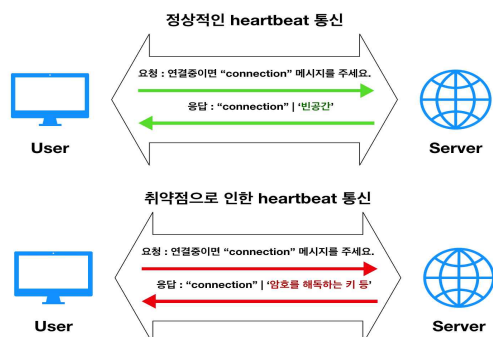 정상적인 heartbeat 통신
요청 : 연결중이면 “connection” 메시지를 주세요.
응답 : “connection” | ‘빈공간’
User
Server
취약점으로 인한 heartbeat 통신
요청 : 연결중이면 “connection” 메시지를 주세요.
응답 : “connection” | ‘암호를 해독하는 키 등’
User
Server